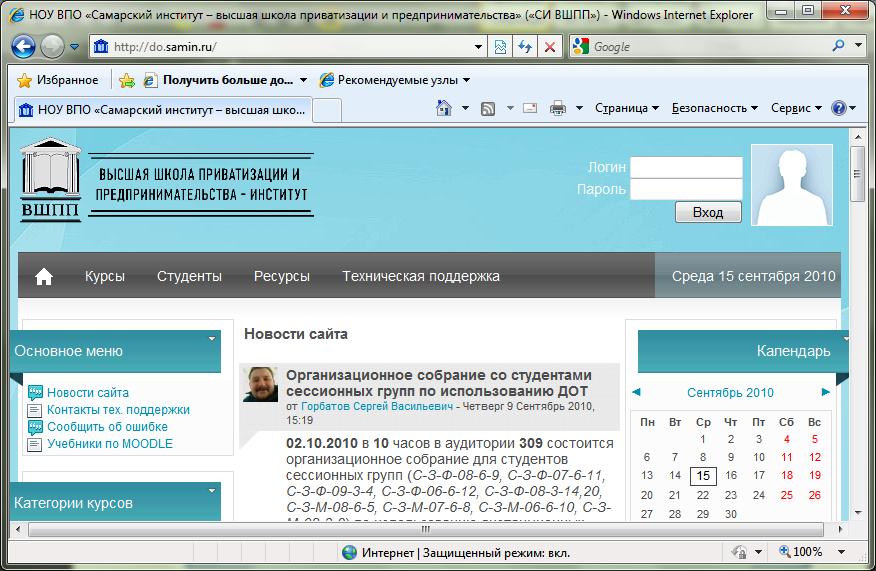 НОУ ВПО «Самарский институт – высшая школа приватизации и предпринимательства» («СИ ВШПП») - Windows Internet Explorer
http://do.samin.ru/
Google
Избранное
Получить больше до...
Рекомендуемые узлы
НОУ ВПО «Самарский институт – высшая шко...
Страница
Безопасность
Сервис
ВШПП
ВЫСШАЯ ШКОЛА ПРИВАТИЗАЦИИ И
ПРЕДПРИНИМАТЕЛЬСТВА - ИНСТИТУТ
Логин
Пароль
Вход
Курсы
Студенты
Ресурсы
Техническая поддержка
Среда 15 сентября 2010
Основное меню
Новости сайта
Контакты тех. поддержки
Сообщить об ошибке
Учебники по MOODLE
Категории курсов
Новости сайта
Организационное собрание со студентами
сессионных групп по использованию ДОТ
от Горбатов Сергей Васильевич - Четверг 9 Сентябрь 2010,
15:19
02.10.2010 в 10 часов в аудитории 309 состоится
организационное собрание для студентов
сессионных групп (С-3-Ф-08-6-9, С-3-Ф-07-6-11,
С-3-Ф-09-3-4, С-3-Ф-06-6-12, С-3-Ф-08-3-14,20,
С-3-М-08-6-5, С-3-М-07-6-8, С-3-М-06-6-10, С-3-
Календарь
Сентябрь 2010
Пн Вт Ср Чт Пт Сб Вс
1 2 3 4 5
6 7 8 9 10 11 12
13 14 15 16 17 18 19
20 21 22 23 24 25 26
27 28 29 30
Интернет | Защищенный режим: вкл.
100%